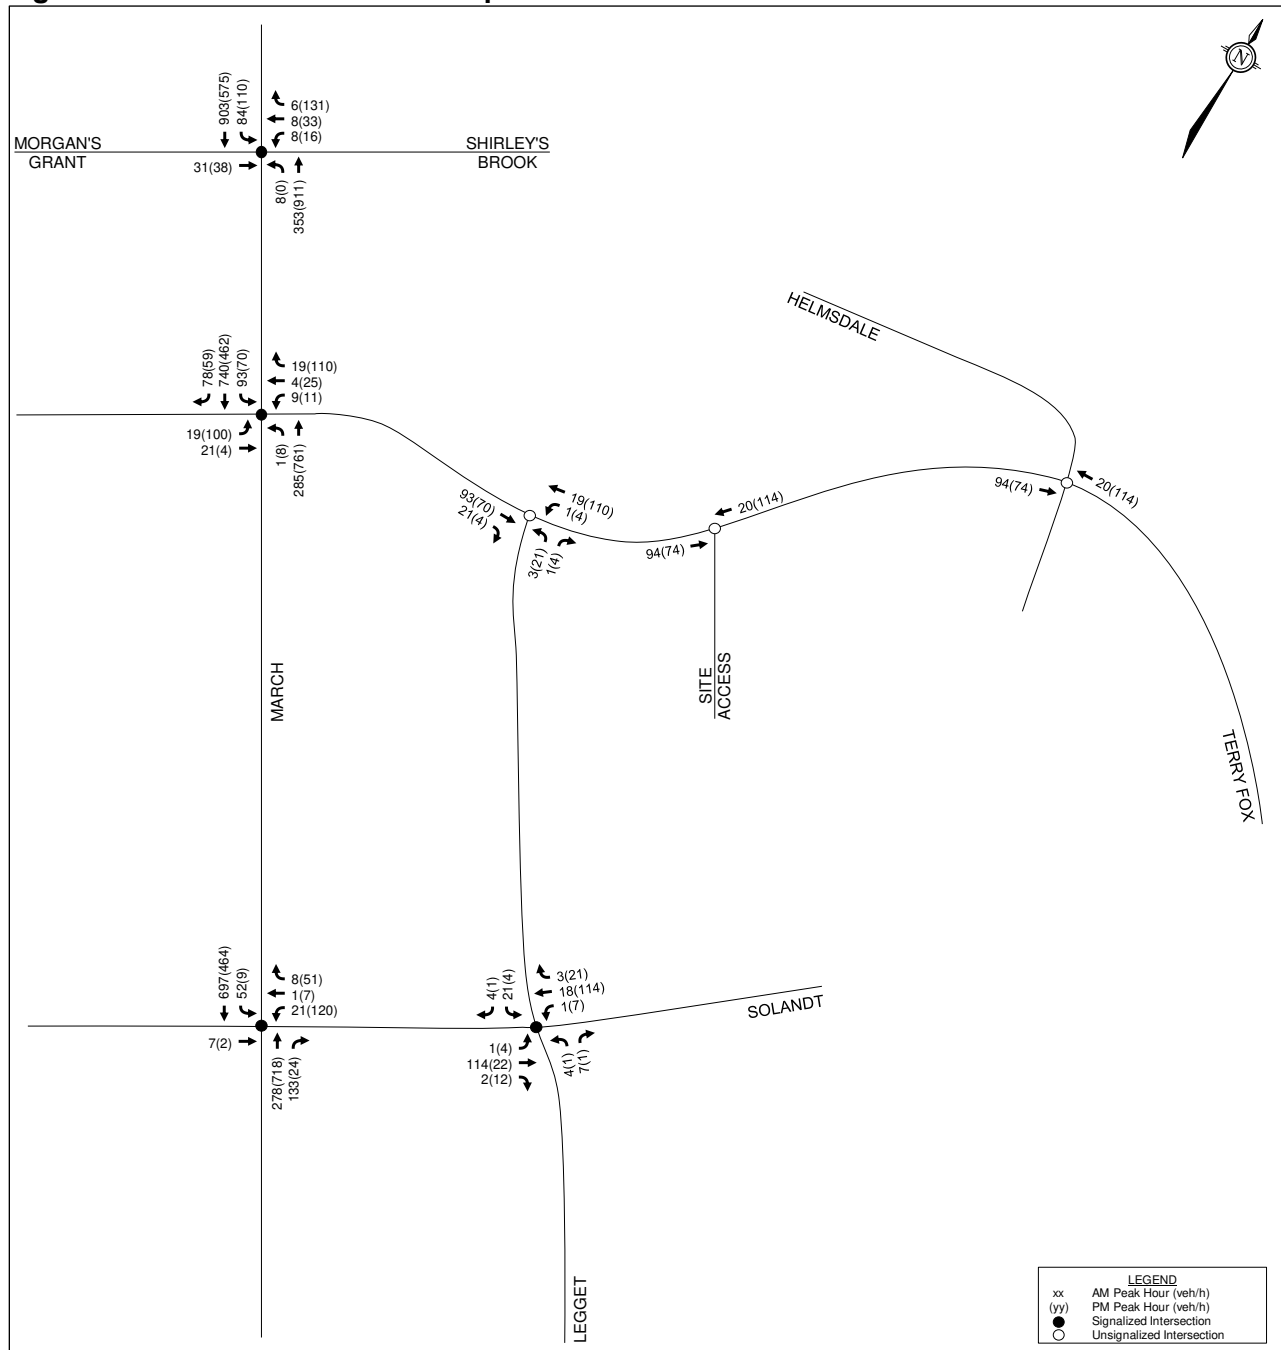 N
903(575)
84(110)
6(131)
8(33)
8(16)
MORGAN'S
GRANT
SHIRLEY'S
BROOK
31(38)
8(0)
353(911)
HELMSDALE
78(59)
740(462)
93(70)
19(110)
4(25)
9(11)
19(100)
21(4)
1(8)
285(761)
93(70)
21(4)
19(110)
1(4)
3(21)
1(4)
20(114)
94(74)
94(74)
20(114)
MARCH
SITE
ACCESS
TERRY FOX
697(464)
52(9)
8(51)
1(7)
21(120)
7(2)
278(718)
133(24)
4(1)
21(4)
3(21)
18(114)
1(7)
1(4)
114(22)
2(12)
4(1)
7(1)
SOLANDT
LEGGET
LEGEND
xx AM Peak Hour (veh/h)
(yy) PM Peak Hour (veh/h)
Signalized Intersection
Unsignalized Intersection